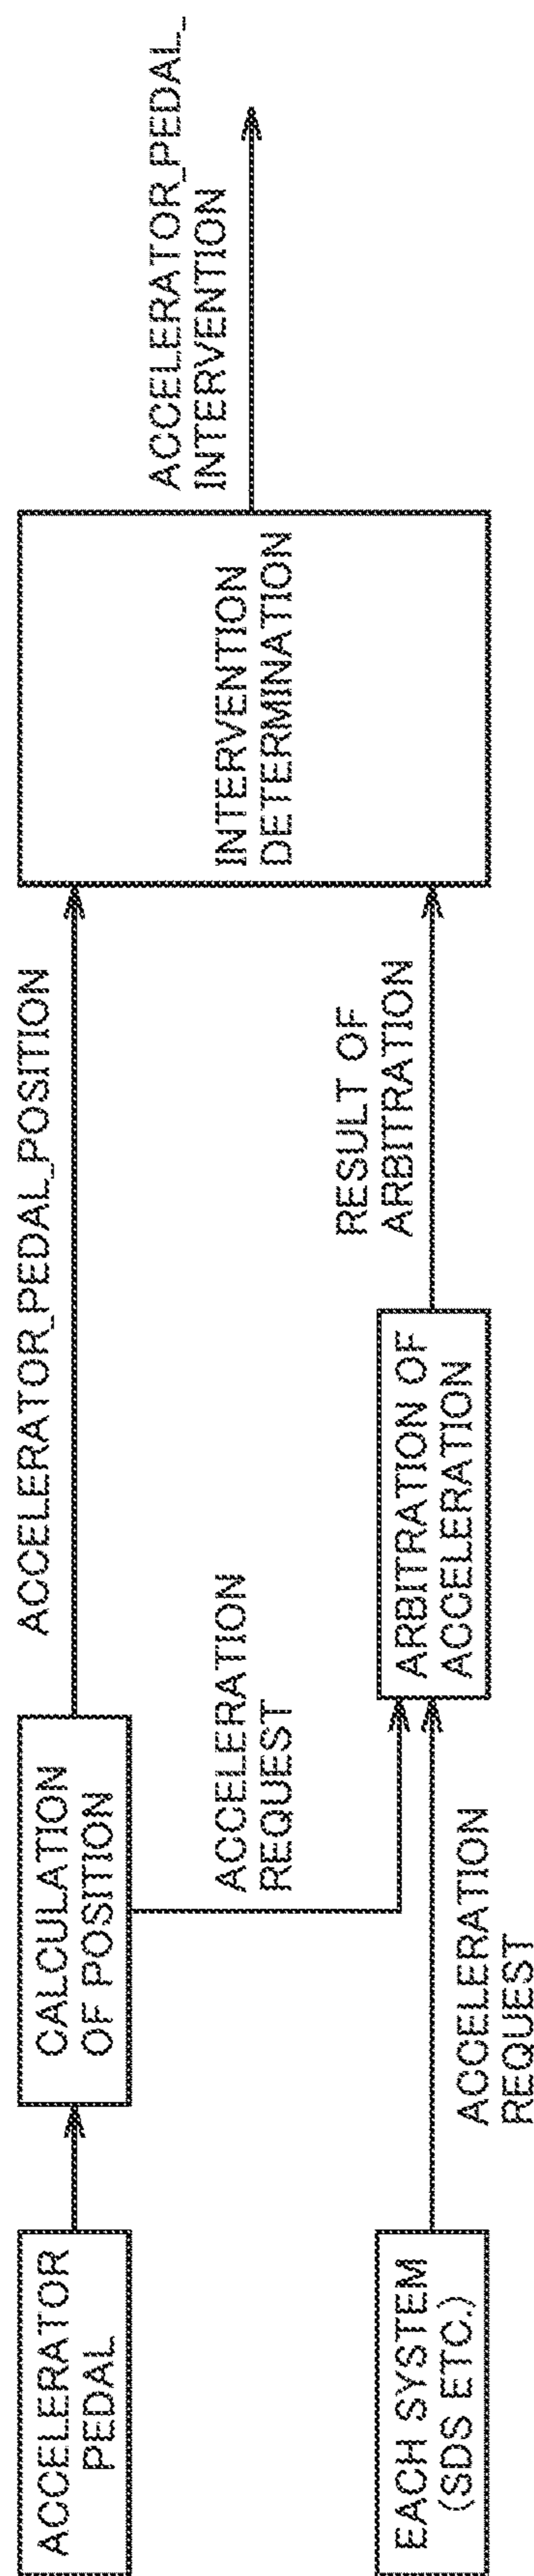 ACCELERATOR
PEDAL
CALCULATION
OF POSITION
ACCELERATOR_PEDAL_POSITION
ACCELERATION
REQUEST
EACH SYSTEM
(SDS ETC.)
ACCELERATION
REQUEST
ARBITRATION OF
ACCELERATION
RESULT OF
ARBITRATION
INTERVENTION
DETERMINATION
ACCELERATOR_PEDAL_
INTERVENTION